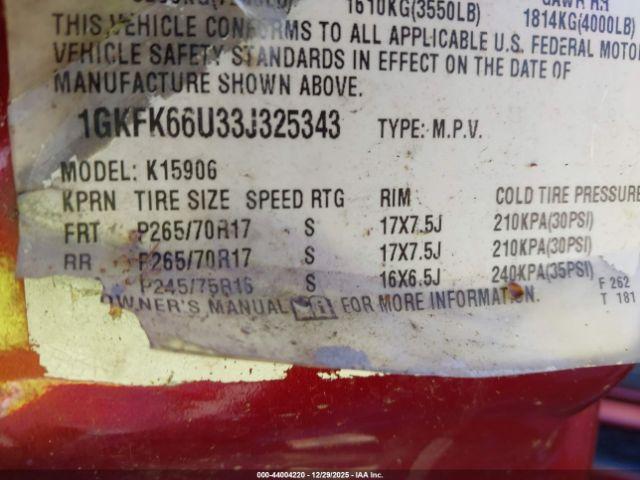 1610KG(3550LB)
1814KG(4000LB)
THIS VEHICLE CONFORMS TO ALL APPLICABLE U.S. FEDERAL MOTOR
VEHICLE SAFETY STANDARDS IN EFFECT ON THE DATE OF
MANUFACTURE SHOWN ABOVE.
1GKFK66U33J325343 TYPE: M.P.V.
MODEL: K15906
KPRN TIRE SIZE SPEED RTG RIM COLD TIRE PRESSURE
FRT P265/70R17 S 17X7.5J 210KPA(30PSI)
RR P265/70R17 S 17X7.5J 210KPA(30PSI)
P245/75R16 S 16X6.5J 240KPA(35PSI)
OWNER'S MANUAL FOR MORE INFORMATION.
F 262
T 181
000-44004220 - 12/29/2025 - IAA Inc.